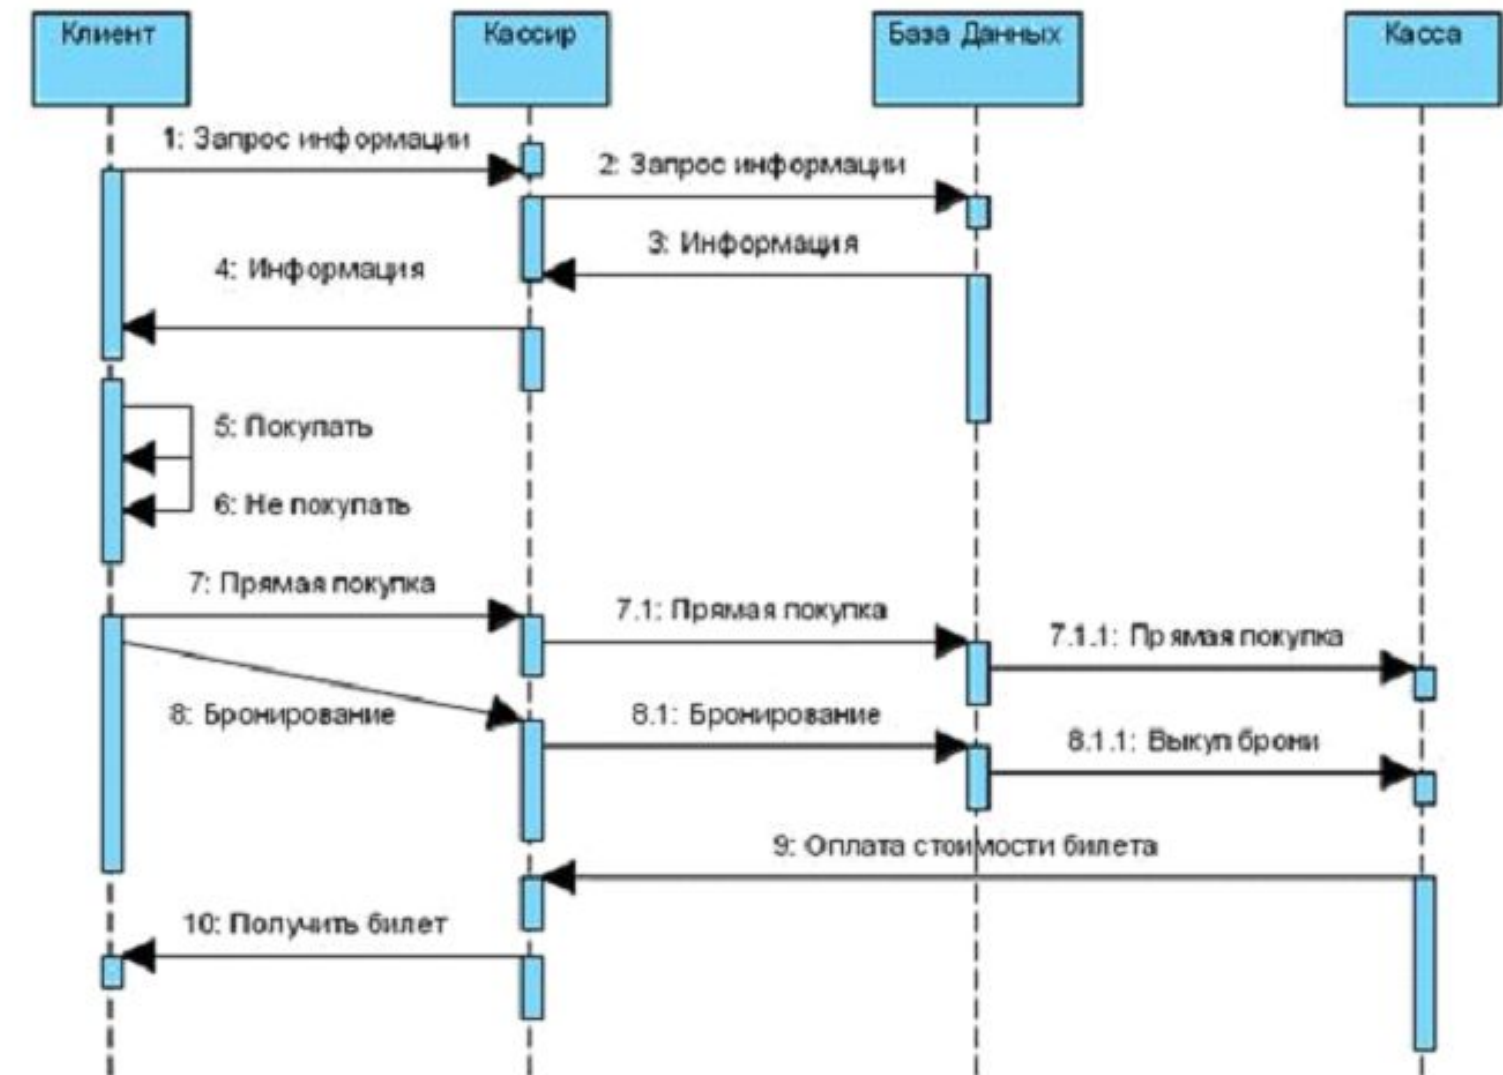 Клиент
Кассир
База Данных
Касса
1: Запрос информации
2: Запрос информации
3: Информация
4: Информация
5: Покупать
6: Не покупать
7: Прямая покупка
7.1: Прямая покупка
7.1.1: Прямая покупка
8: Бронирование
8.1: Бронирование
8.1.1: Выкуп брони
9: Оплата стоимости билета
10: Получить билет